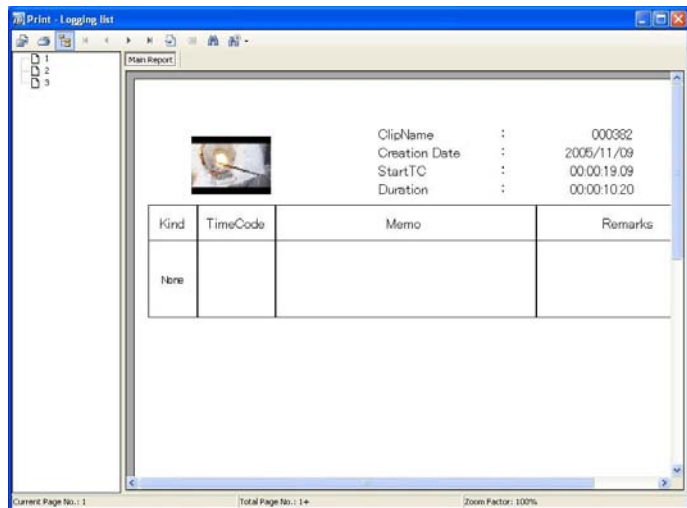 Print - Logging list
1
2
3
Main Report
ClipName : 000382
Creation Date : 2005/11/09
StartTC : 00:00:19.09
Duration : 00:00:10.20
Kind TimeCode Memo Remarks
None
Current Page No.: 1 Total Page No.: 1+ Zoom Factor: 100%